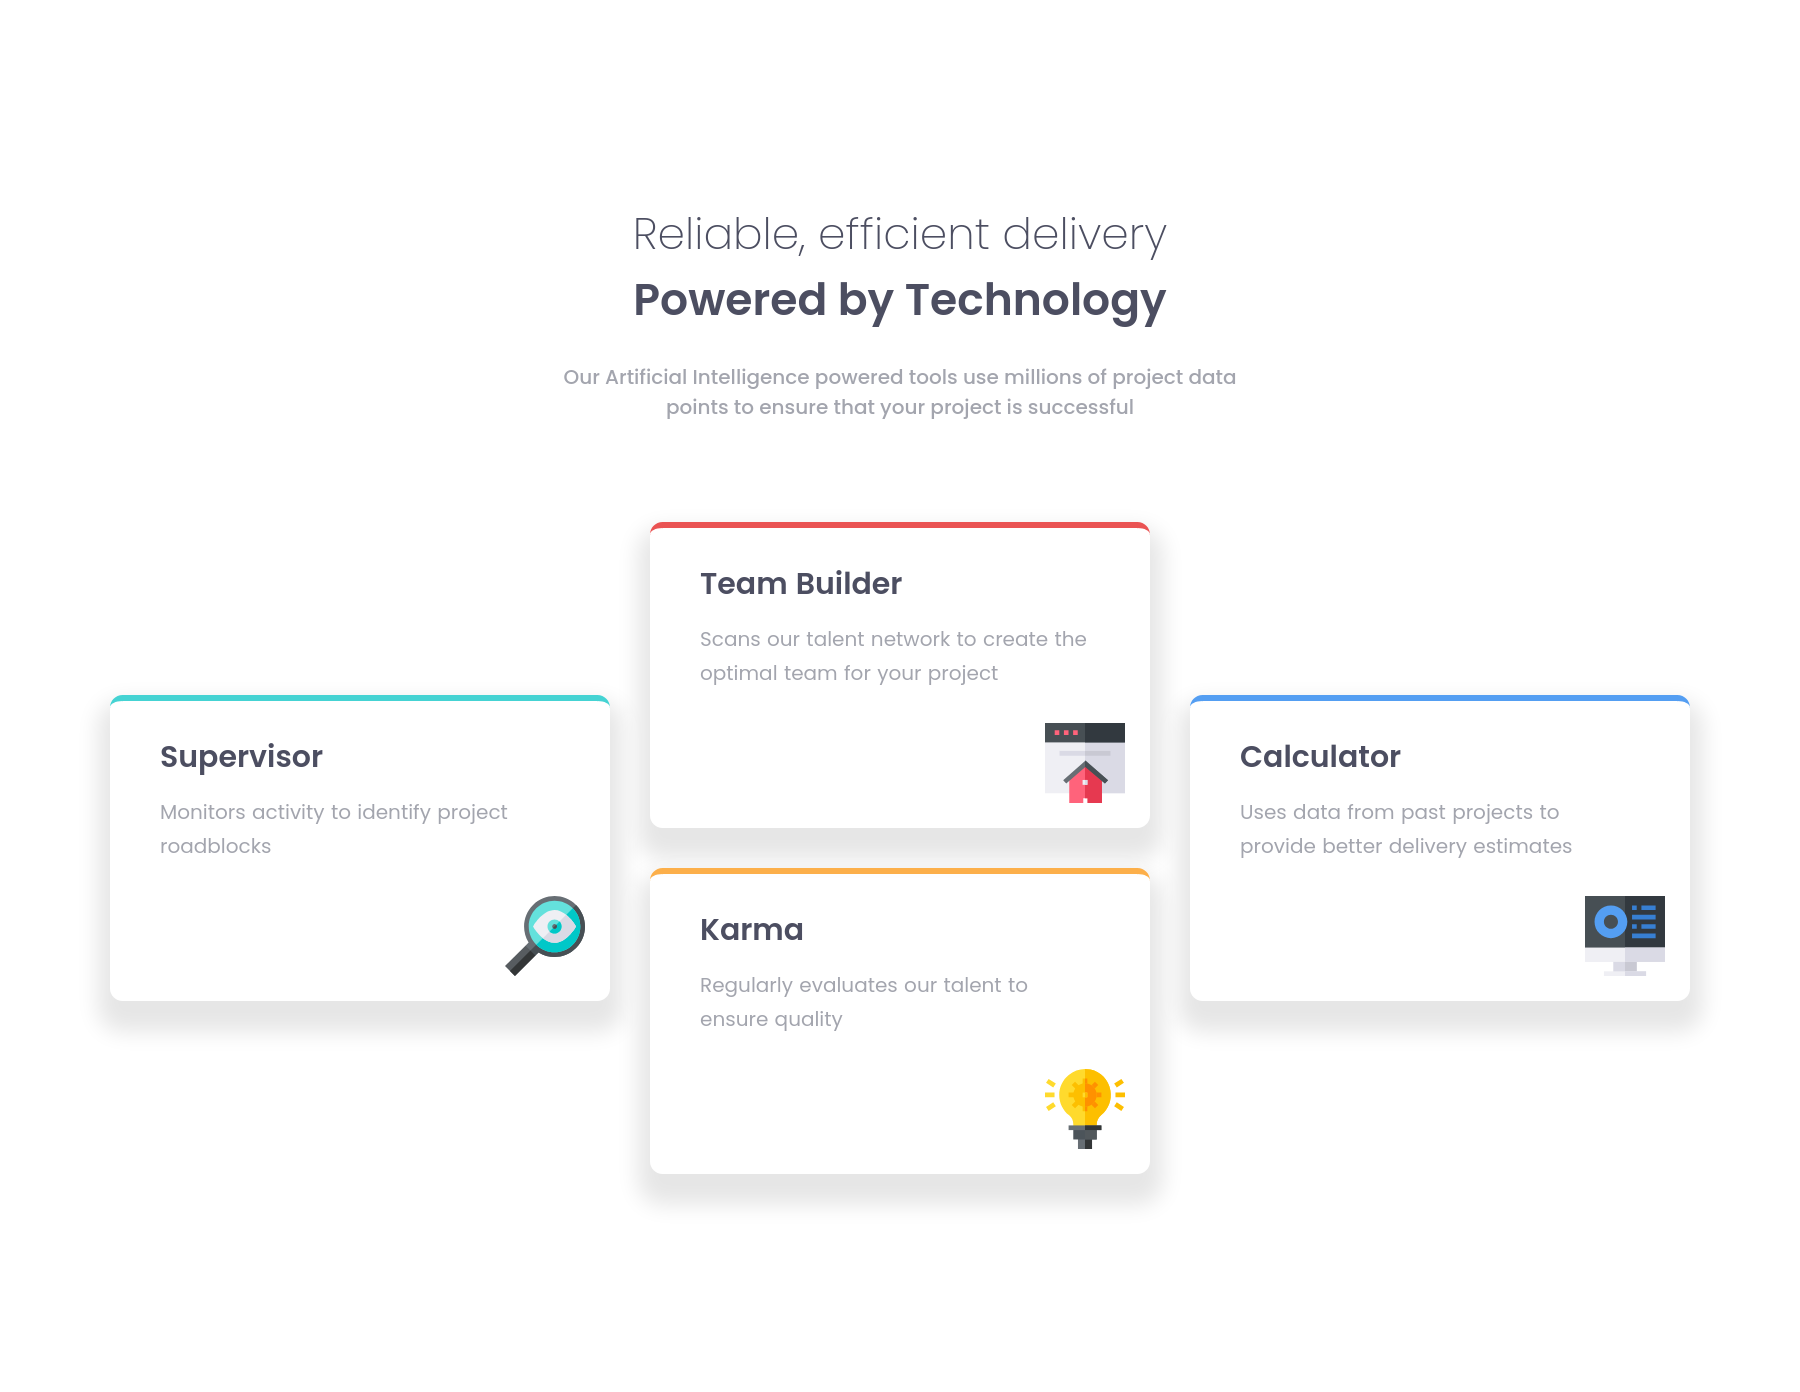 Reliable, efficient delivery
Powered by Technology
Our Artificial Intelligence powered tools use millions of project data
points to ensure that your project is successful
Supervisor
Monitors activity to identify project
roadblocks
Team Builder
Scans our talent network to create the
optimal team for your project
Karma
Regularly evaluates our talent to
ensure quality
Calculator
Uses data from past projects to
provide better delivery estimates